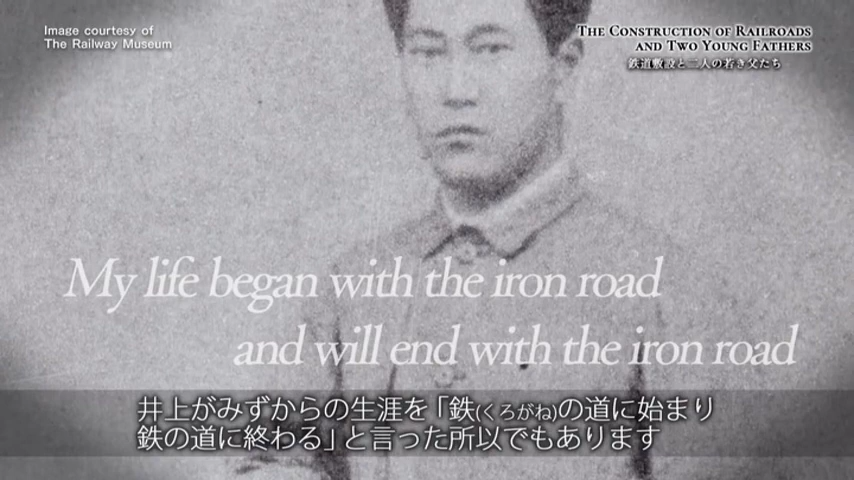 Image courtesy of
The Railway Museum
THE CONSTRUCTION OF RAILROADS
AND TWO YOUNG FATHERS
鉄道敷設と二人の若き父たち
My life began with the iron road
and will end with the iron road
井上がみずからの生涯を「鉄(くろがね)の道に始まり
鉄の道に終わる」と言った所以でもあります